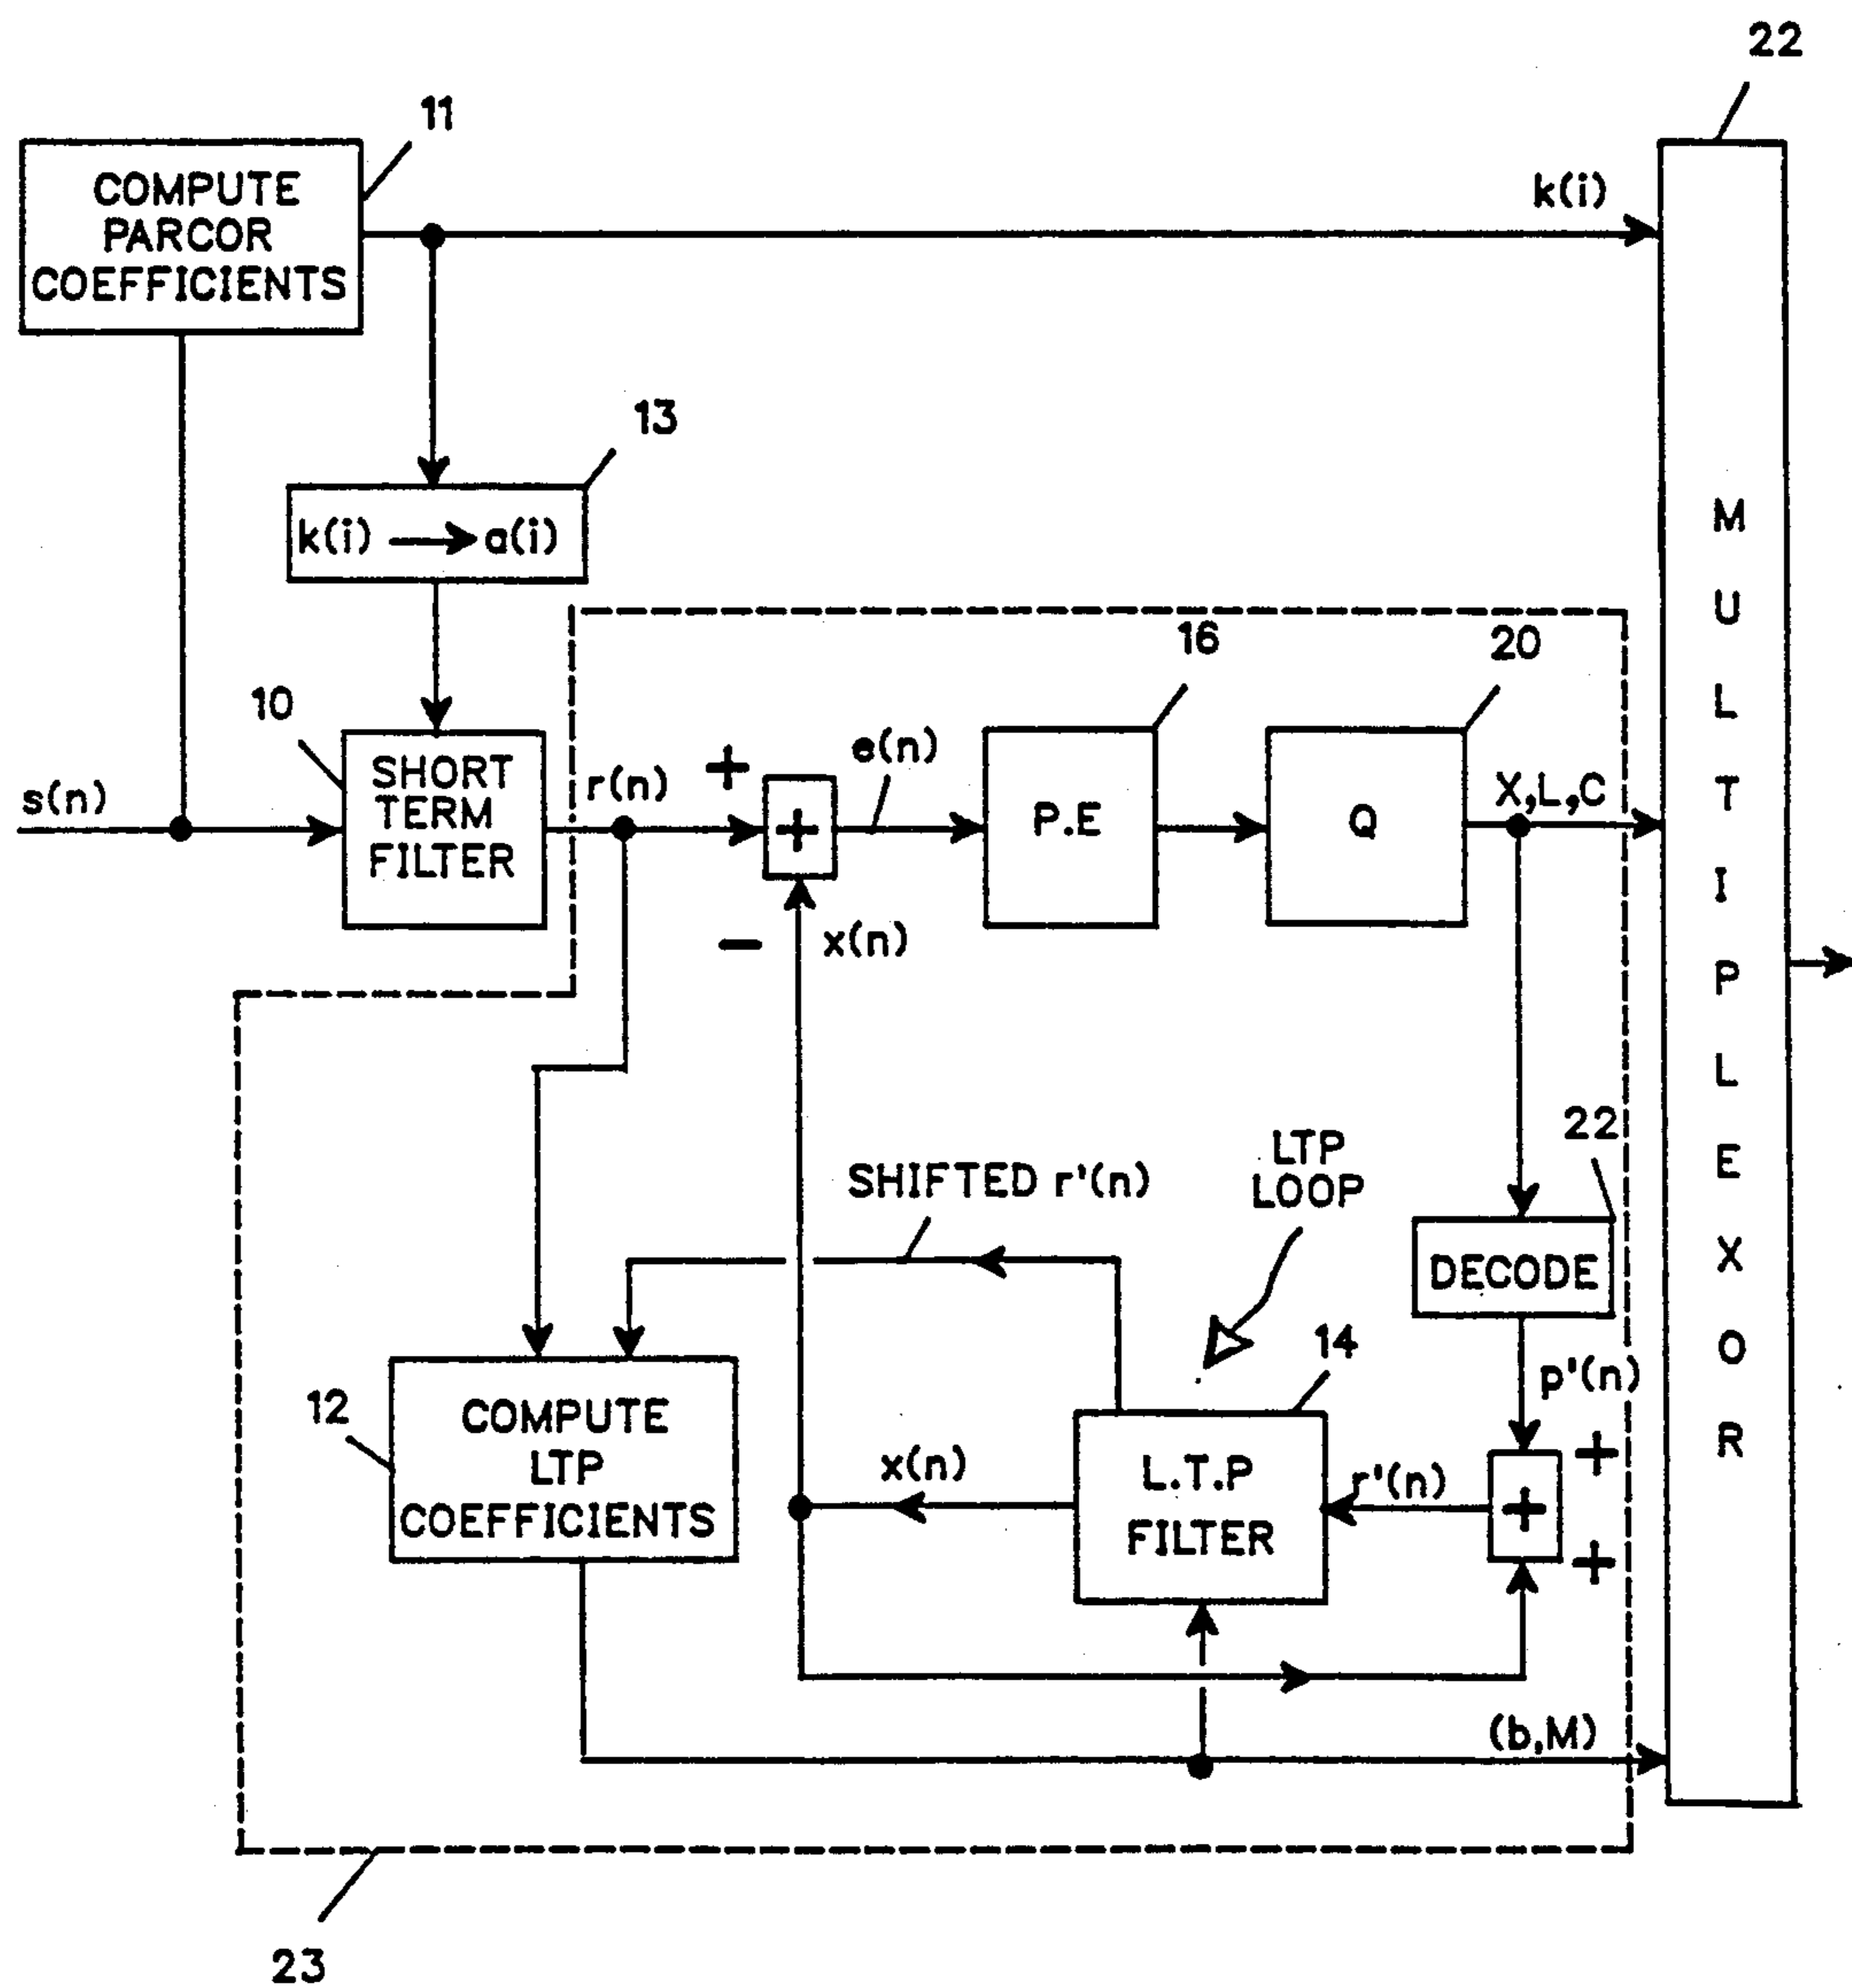 22
11
COMPUTE
PARCOR
COEFFICIENTS
k(i)
13
k(i) → a(i)
16
20
10
SHORT
TERM
FILTER
s(n)
r(n)
+
+
e(n)
P.E
Q
X,L,C
−
x(n)
MULTIPLEXOR
22
LTP
LOOP
SHIFTED r'(n)
DECODE
14
p'(n)
12
COMPUTE
LTP
COEFFICIENTS
x(n)
L.T.P
FILTER
r'(n)
+
+
+
(b,M)
23